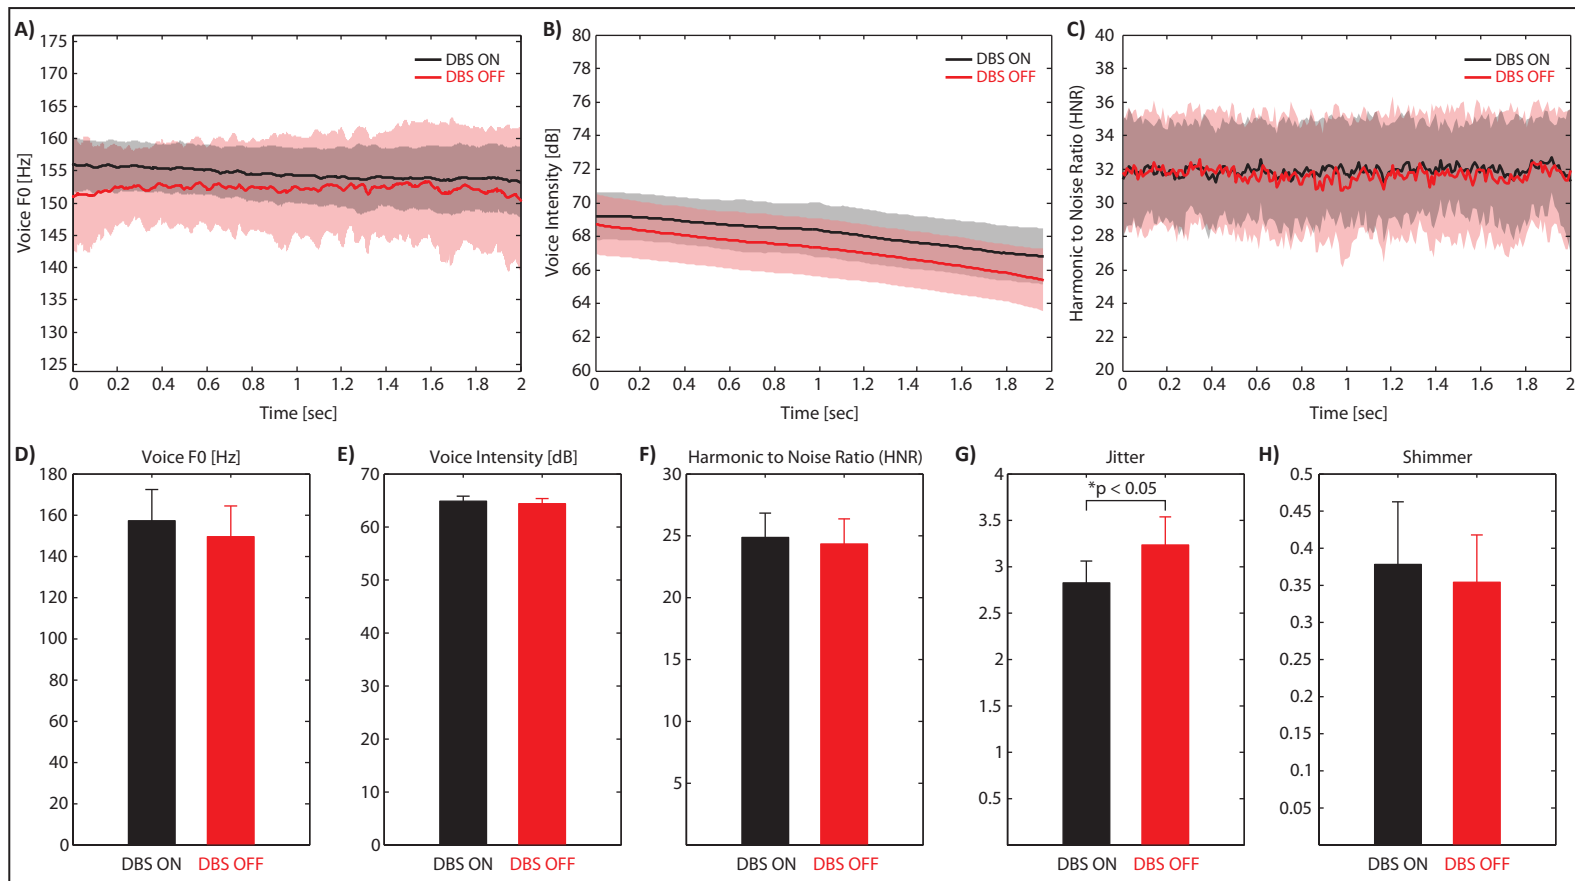 A)
Voice F0 [Hz]
175
170
165
160
155
150
145
140
135
130
125
0 0.2 0.4 0.6 0.8 1 1.2 1.4 1.6 1.8 2
Time [sec]
DBS ON
DBS OFF
B)
Voice Intensity [dB]
80
78
76
74
72
70
68
66
64
62
60
0 0.2 0.4 0.6 0.8 1 1.2 1.4 1.6 1.8 2
Time [sec]
DBS ON
DBS OFF
C)
Harmonic to Noise Ratio (HNR)
40
38
36
34
32
30
28
26
24
22
20
0 0.2 0.4 0.6 0.8 1 1.2 1.4 1.6 1.8 2
Time [sec]
DBS ON
DBS OFF
D)
Voice F0 [Hz]
180
160
140
120
100
80
60
40
20
0
DBS ON DBS OFF
E)
Voice Intensity [dB]
70
60
50
40
30
20
10
0
DBS ON DBS OFF
F)
Harmonic to Noise Ratio (HNR)
30
25
20
15
10
5
DBS ON DBS OFF
G)
Jitter
*p < 0.05
4
3.5
3
2.5
2
1.5
1
0.5
DBS ON DBS OFF
H)
Shimmer
0.5
0.45
0.4
0.35
0.3
0.25
0.2
0.15
0.1
0.05
DBS ON DBS OFF